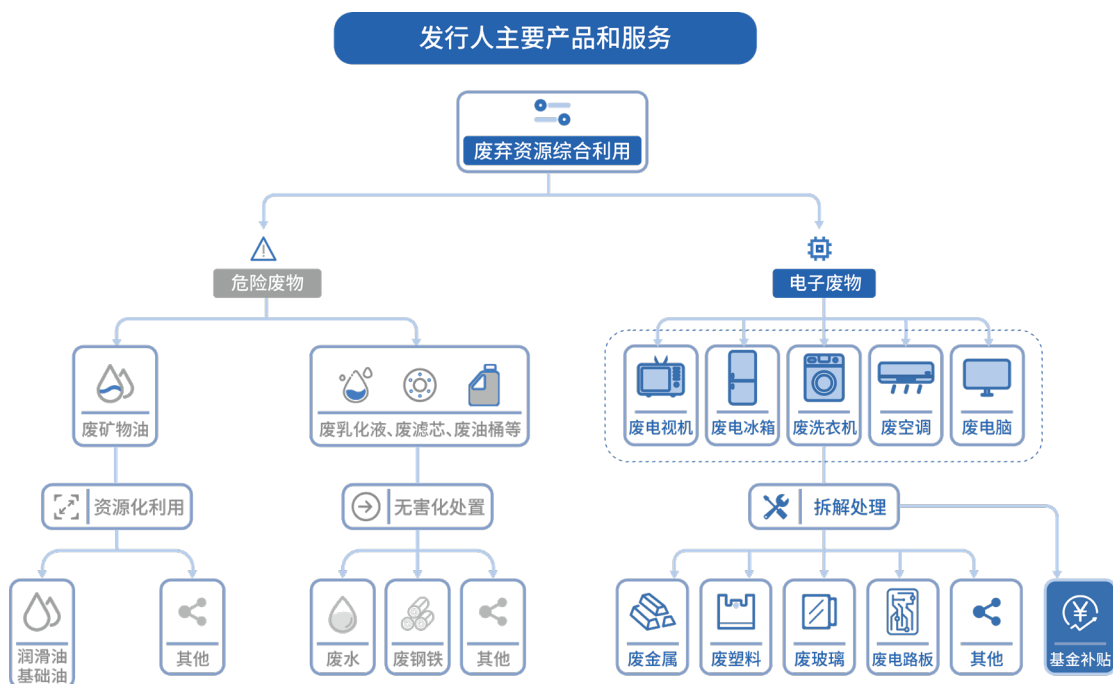 发行人主要产品和服务
废弃资源综合利用
危险废物
电子废物
废矿物油
废乳化液、废滤芯、废油桶等
废电视机
废电冰箱
废洗衣机
废空调
废电脑
资源化利用
无害化处置
拆解处理
润滑油
基础油
其他
废水
废钢铁
其他
废金属
废塑料
废玻璃
废电路板
其他
¥
基金补贴